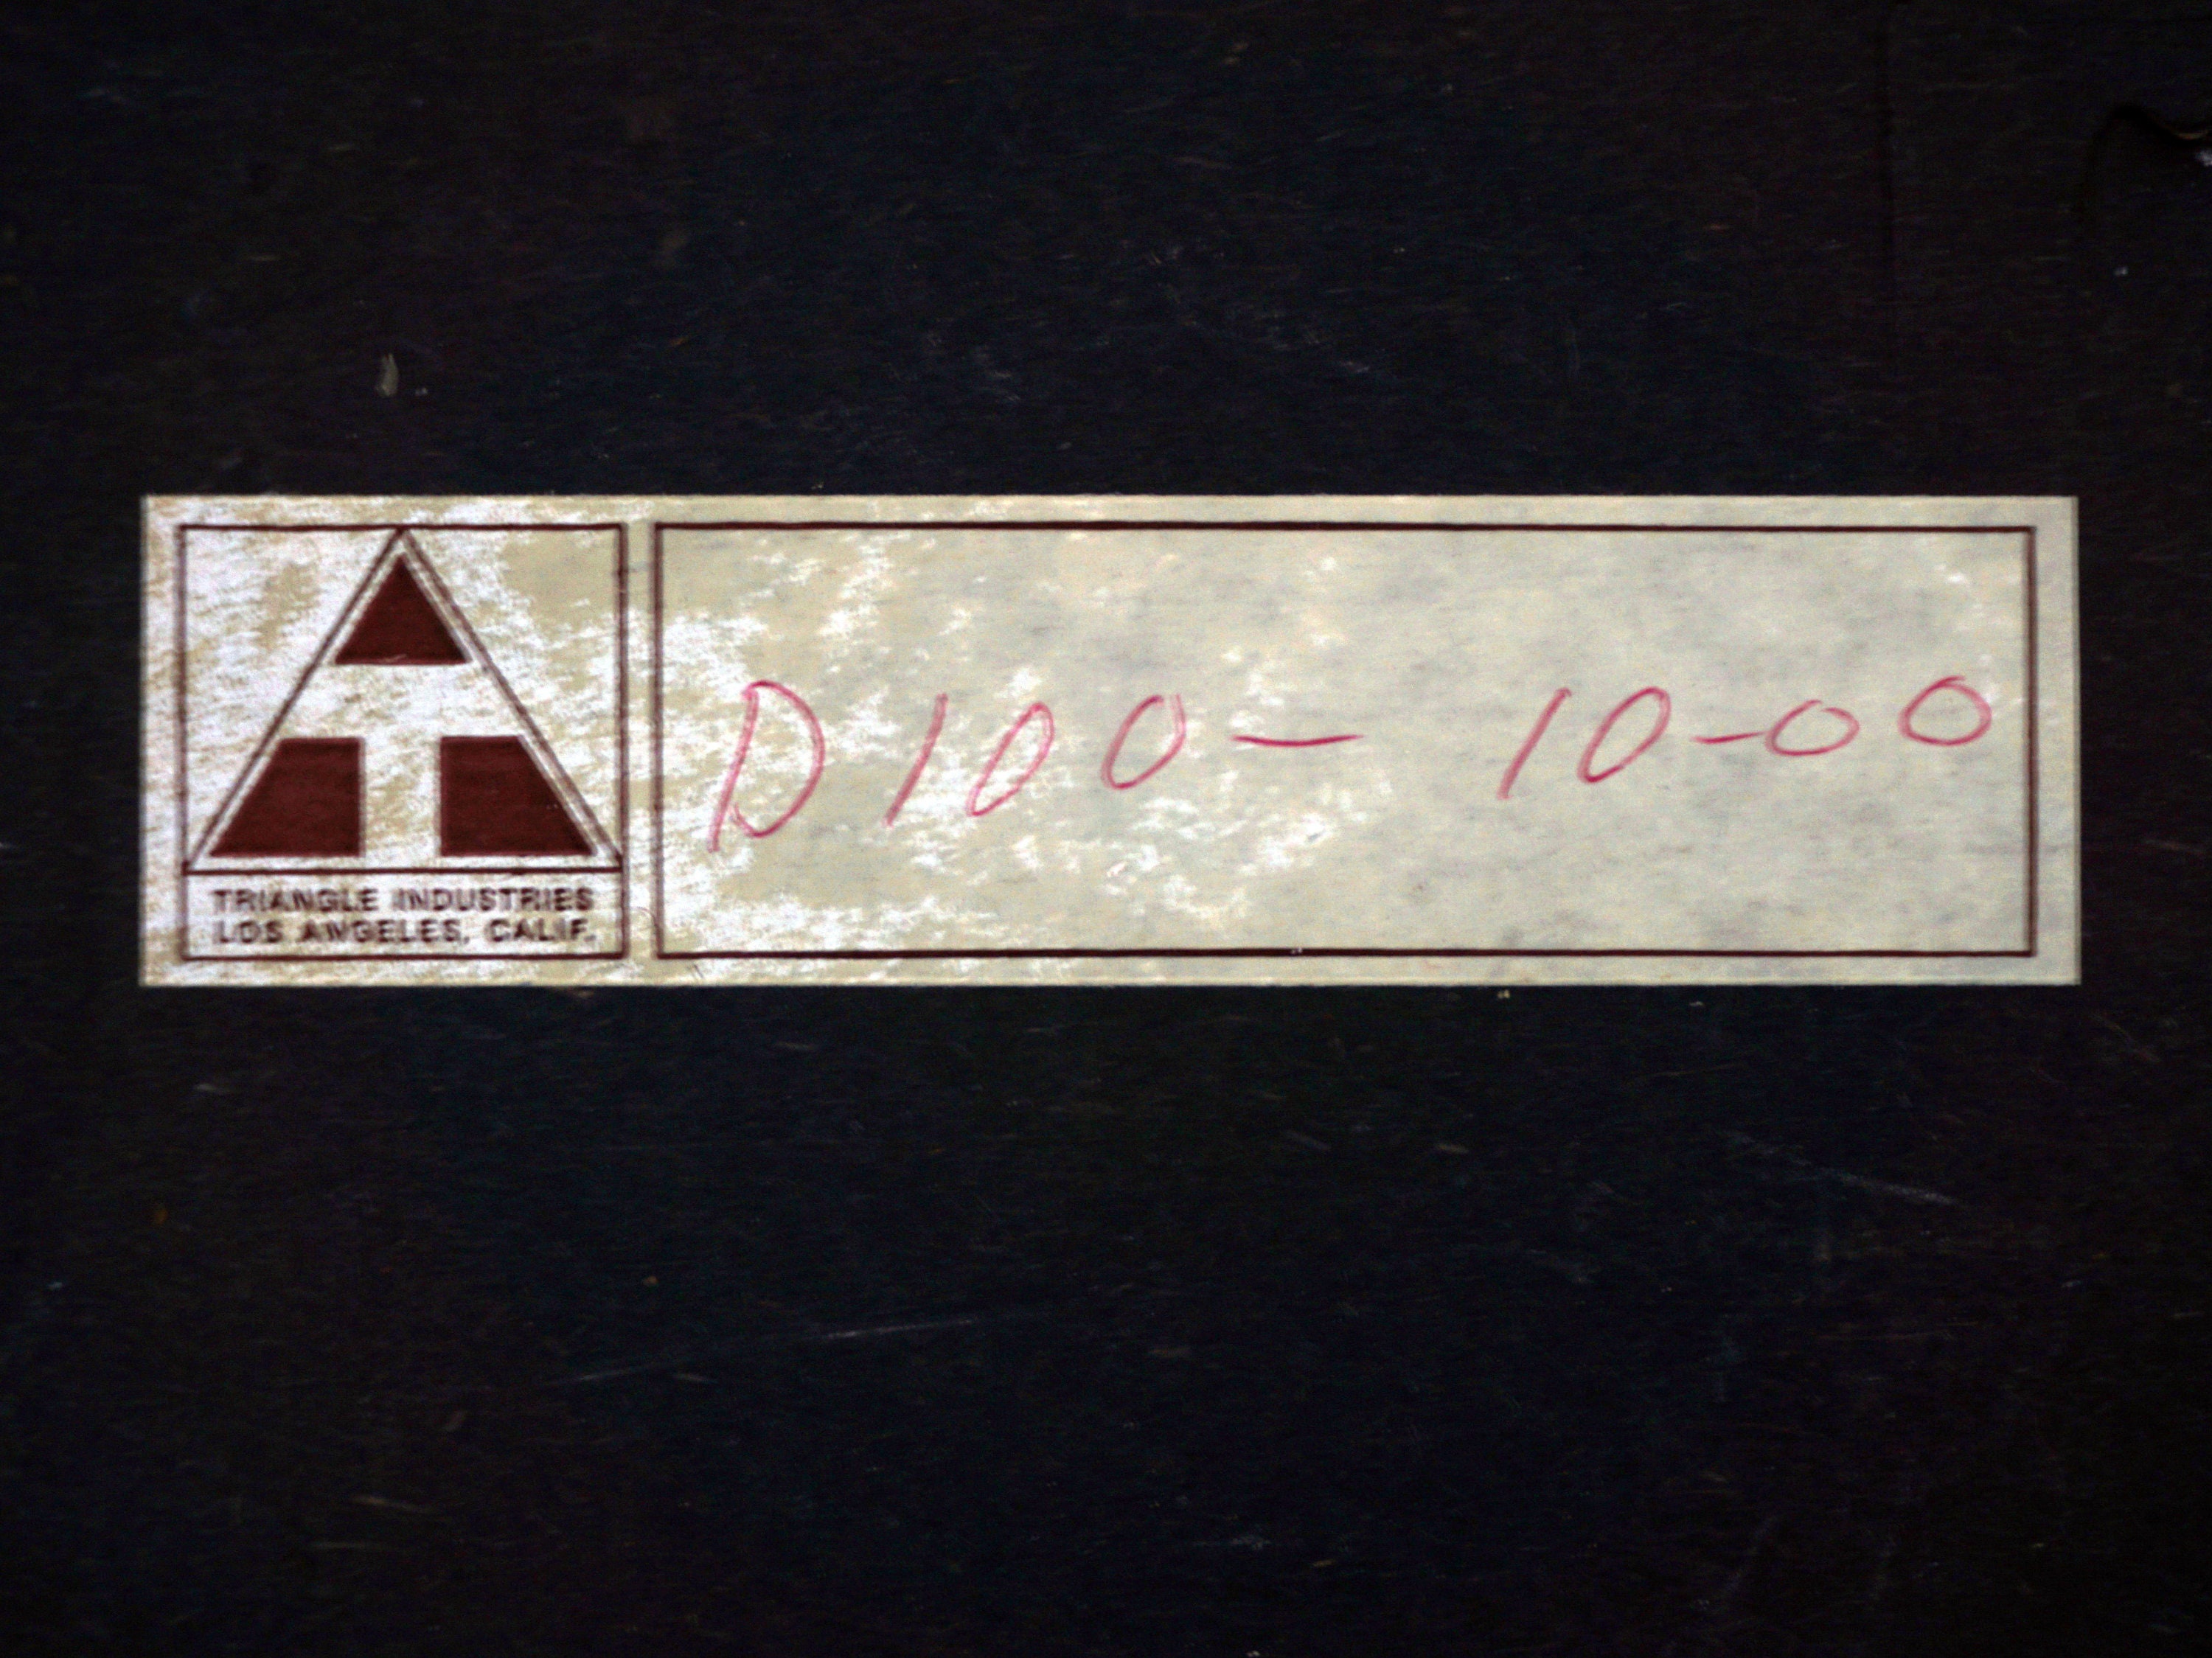 TRIANGLE INDUSTRIES
LOS ANGELES, CALIF.
D100- 10-00